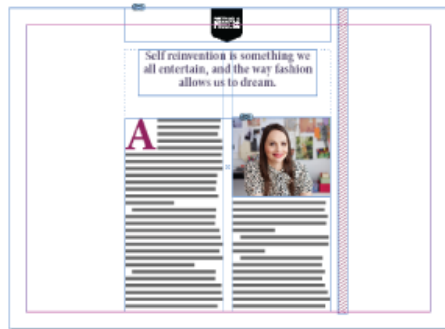 Self reinvention is something we
all entertain, and the way fashion
allows us to dream.
A